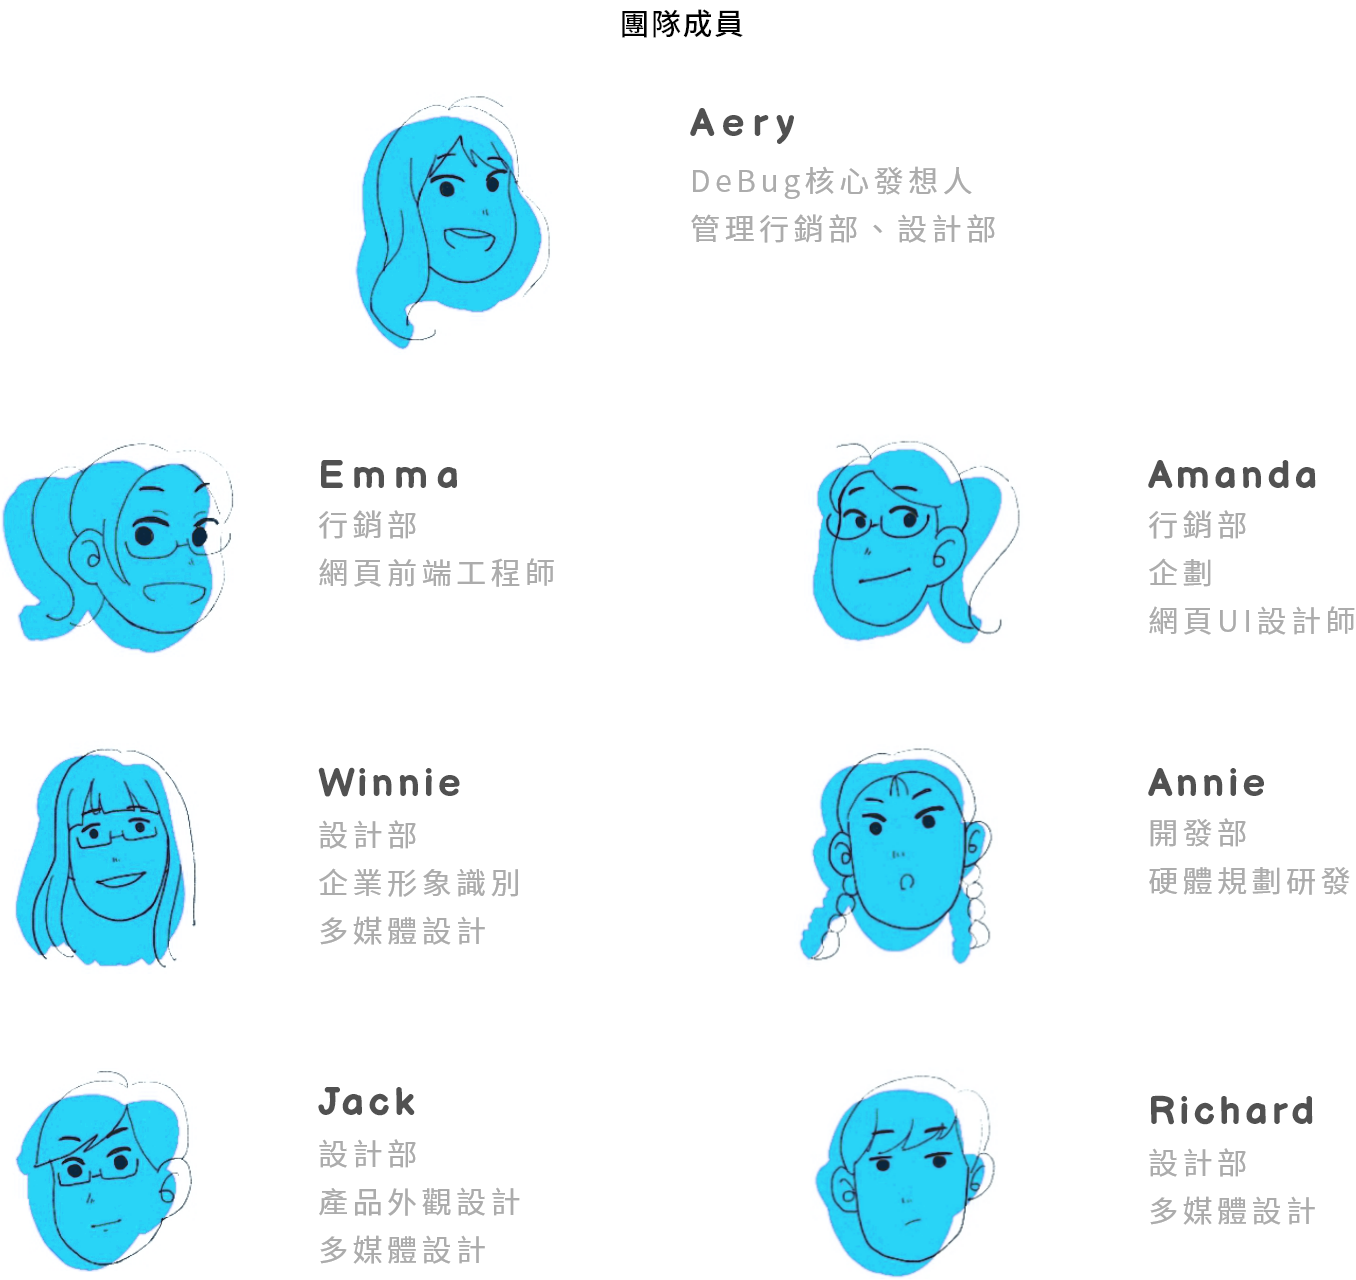 團隊成員
Aery
DeBug核心發想人
管理行銷部、設計部
Emma
行銷部
網頁前端工程師
Amanda
行銷部
企劃
網頁UI設計師
Winnie
設計部
企業形象識別
多媒體設計
Annie
開發部
硬體規劃研發
Jack
設計部
產品外觀設計
多媒體設計
Richard
設計部
多媒體設計